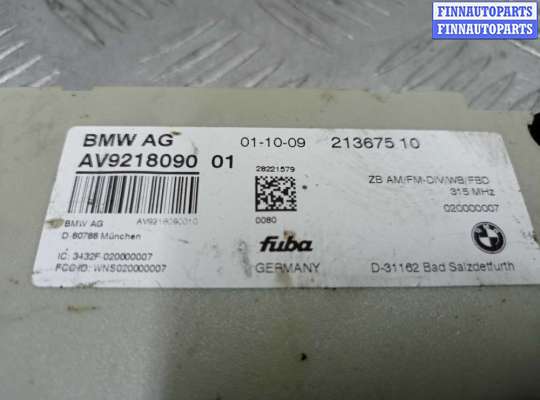 FINNAUTOPARTS
FINNAUTOPARTS
BMW AG 01-10-09 21367510
AV9218090 01
28221579
ZB AM/FM-DIV/WB/FBD
315 MHz
020000007
0080
BMW AG AV9218090010
D-80788 München
fuba
IC: 3432F-020000007
FCC-ID: WNS020000007
GERMANY
D-31162 Bad Salzdetfurth